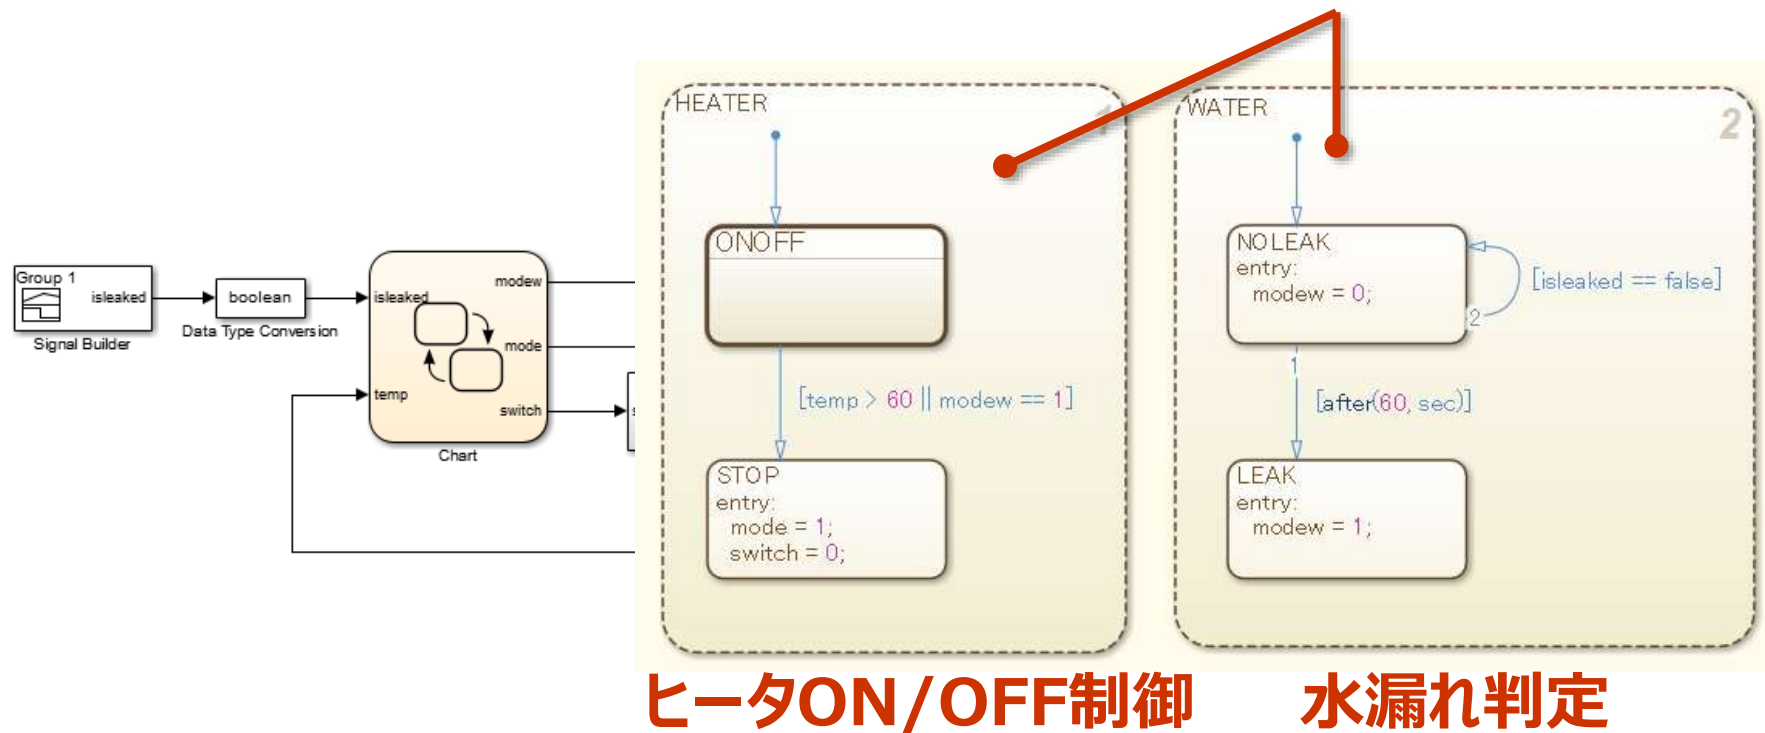 Group 1
isleaked
Signal Builder
boolean
Data Type Conversion
isleaked
temp
modew
mode
switch
Chart
HEATER
1
ONOFF
[temp > 60 || modew == 1]
STOP
entry:
mode = 1;
switch = 0;
WATER
2
NOLEAK
entry:
modew = 0;
[isleaked == false]
2
1
[after(60, sec)]
LEAK
entry:
modew = 1;
ヒータON/OFF制御
水漏れ判定